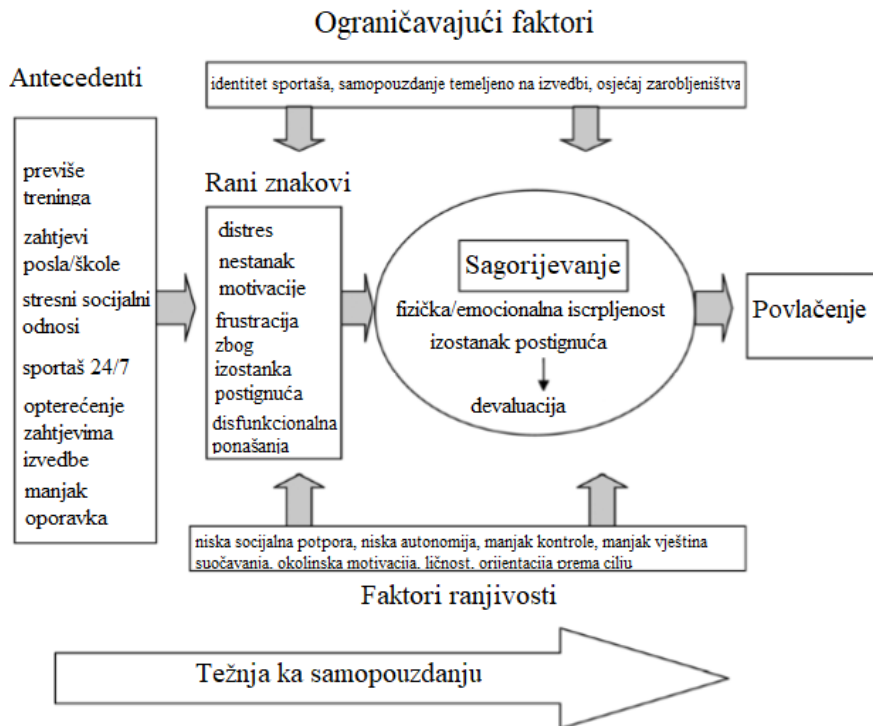 Ograničavajući faktori
identitet sportaša, samopouzdanje temeljeno na izvedbi, osjećaj zarobljeništva
Antecedenti
previše
treninga
zahtjevi
posla/škole
stresni socijalni
odnosi
sportaš 24/7
opterećenje
zahtjevima
izvedbe
manjak
oporavka
Rani znakovi
distres
nestanak
motivacije
frustracija
zbog
izostanka
postignuća
disfunkcionalna
ponašanja
Sagorijevanje
fizička/emocionalna iscrpljenost
izostanak postignuća
devaluacija
Povlačenje
niska socijalna potpora, niska autonomija, manjak kontrole, manjak vještina
suočavanja, okolinska motivacija, ličnost, orijentacija prema cilju
Faktori ranjivosti
Težnja ka samopouzdanju